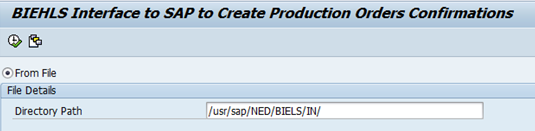 BIEHLS Interface to SAP to Create Production Orders Confirmations
From File
File Details
Directory Path /usr/sap/NED/BIELS/IN/